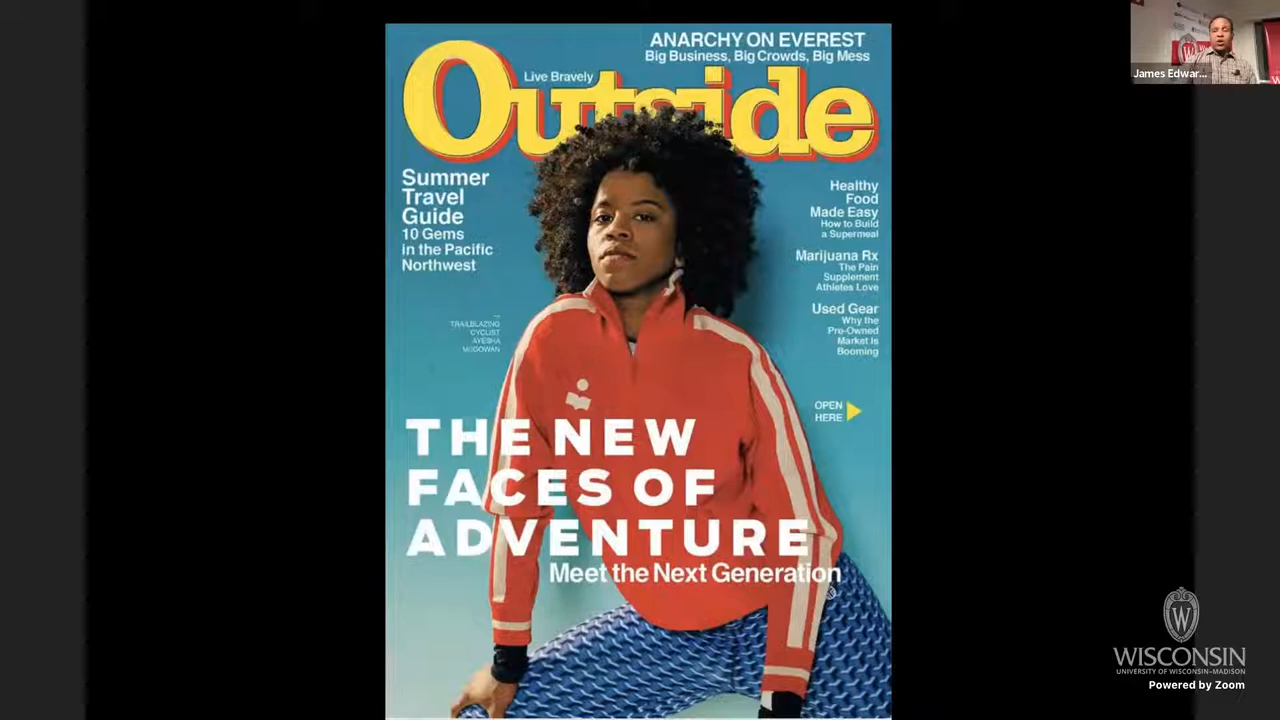 ANARCHY ON EVEREST
Big Business, Big Crowds, Big Mess
Live Bravely
Outside
Summer
Travel
Guide
10 Gems
in the Pacific
Northwest
TRAILBLAZING
CYCLIST
AYESHA
MCGOWAN
Healthy
Food
Made Easy
How to Build
a Supermeal
Marijuana Rx
The Pain
Supplement
Athletes Love
Used Gear
Why the
Pre-Owned
Market Is
Booming
OPEN
HERE
THE NEW
FACES OF
ADVENTURE
Meet the Next Generation
James Edwar...
W
WISCONSIN
UNIVERSITY OF WISCONSIN–MADISON
Powered by Zoom